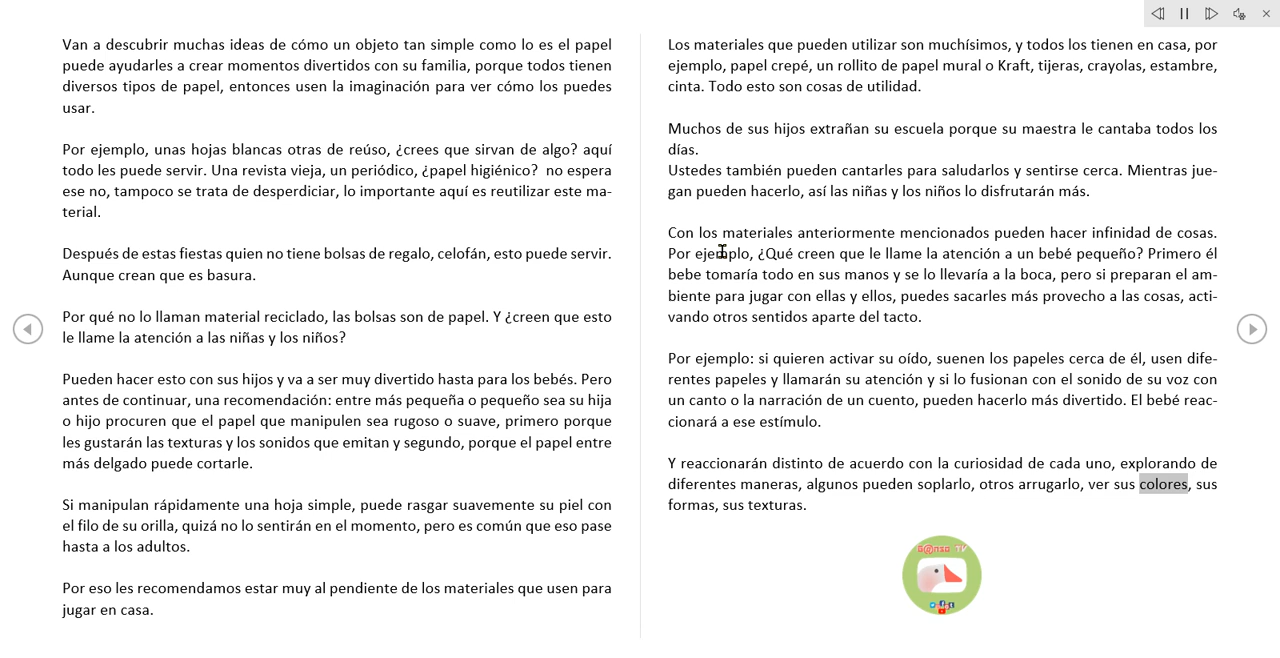 Van a descubrir muchas ideas de cómo un objeto tan simple como lo es el papel
puede ayudarles a crear momentos divertidos con su familia, porque todos tienen
diversos tipos de papel, entonces usen la imaginación para ver cómo los puedes
usar.
Por ejemplo, unas hojas blancas otras de reúso, ¿crees que sirvan de algo? aquí
todo les puede servir. Una revista vieja, un periódico, ¿papel higiénico?  no espera
ese no, tampoco se trata de desperdiciar, lo importante aquí es reutilizar este ma-
terial.
Después de estas fiestas quien no tiene bolsas de regalo, celofán, esto puede servir.
Aunque crean que es basura.
Por qué no lo llaman material reciclado, las bolsas son de papel. Y ¿creen que esto
le llame la atención a las niñas y los niños?
Pueden hacer esto con sus hijos y va a ser muy divertido hasta para los bebés. Pero
antes de continuar, una recomendación: entre más pequeña o pequeño sea su hija
o hijo procuren que el papel que manipulen sea rugoso o suave, primero porque
les gustarán las texturas y los sonidos que emitan y segundo, porque el papel entre
más delgado puede cortarle.
Si manipulan rápidamente una hoja simple, puede rasgar suavemente su piel con
el filo de su orilla, quizá no lo sentirán en el momento, pero es común que eso pase
hasta a los adultos.
Por eso les recomendamos estar muy al pendiente de los materiales que usen para
jugar en casa.
Los materiales que pueden utilizar son muchísimos, y todos los tienen en casa, por
ejemplo, papel crepé, un rollito de papel mural o Kraft, tijeras, crayolas, estambre,
cinta. Todo esto son cosas de utilidad.
Muchos de sus hijos extrañan su escuela porque su maestra le cantaba todos los
días.
Ustedes también pueden cantarles para saludarlos y sentirse cerca. Mientras jue-
gan pueden hacerlo, así las niñas y los niños lo disfrutarán más.
Con los materiales anteriormente mencionados pueden hacer infinidad de cosas.
Por ejemplo, ¿Qué creen que le llame la atención a un bebé pequeño? Primero él
bebe tomaría todo en sus manos y se lo llevaría a la boca, pero si preparan el am-
biente para jugar con ellas y ellos, puedes sacarles más provecho a las cosas, acti-
vando otros sentidos aparte del tacto.
Por ejemplo: si quieren activar su oído, suenen los papeles cerca de él, usen dife-
rentes papeles y llamarán su atención y si lo fusionan con el sonido de su voz con
un canto o la narración de un cuento, pueden hacerlo más divertido. El bebé reac-
cionará a ese estímulo.
Y reaccionarán distinto de acuerdo con la curiosidad de cada uno, explorando de
diferentes maneras, algunos pueden soplarlo, otros arrugarlo, ver sus colores, sus
formas, sus texturas.
G@nso TV